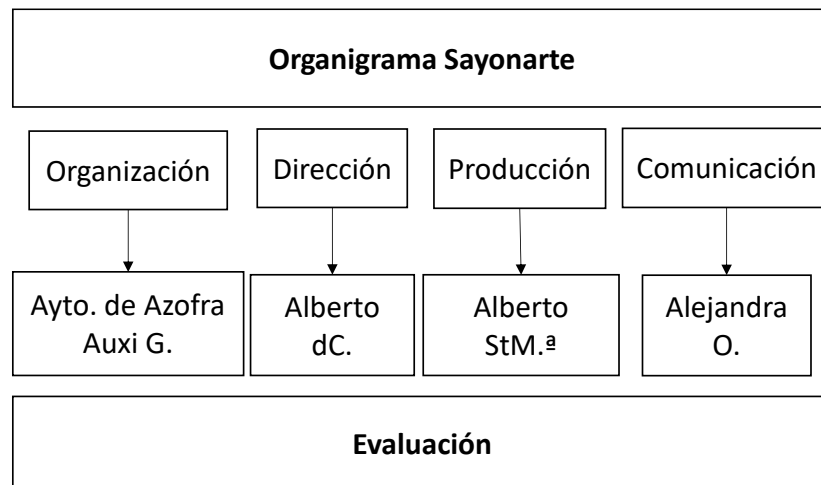 Organigrama Sayonarte
Organización
Dirección
Producción
Comunicación
Ayto. de Azofra
Auxi G.
Alberto
dC.
Alberto
StM.ª
Alejandra
O.
Evaluación